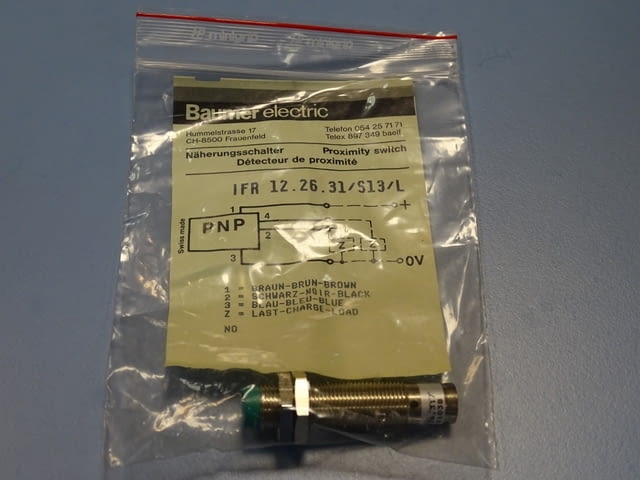 minigrip
Baumer electric
Hummelstrasse 17 Telefon 054 25 71 71
CH-8500 Frauenfeld Telex 897 349 baelf
Näherungsschalter Proximity switch
Détecteur de proximité
IFR 12.26.31/S13/L
1 +
4
PNP
2
Z Z
3 0V
Swiss made
1 = BRAUN-BRUN-BROWN
2 = SCHWARZ-NOIR-BLACK
3 = BLAU-BLEU-BLUE
Z = LAST-CHARGE-LOAD
NO